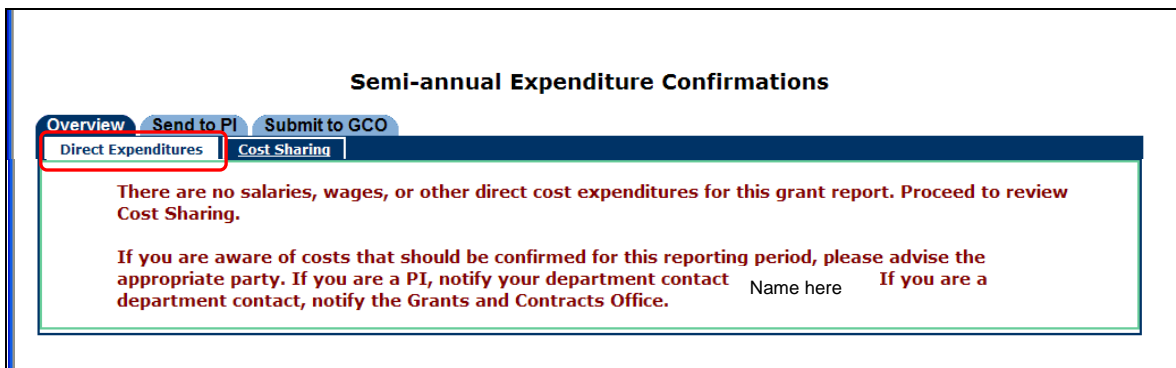 Semi-annual Expenditure Confirmations
Overview Send to PI Submit to GCO
Direct Expenditures Cost Sharing
There are no salaries, wages, or other direct cost expenditures for this grant report. Proceed to review
Cost Sharing.
If you are aware of costs that should be confirmed for this reporting period, please advise the
appropriate party. If you are a PI, notify your department contact Name here If you are a
department contact, notify the Grants and Contracts Office.